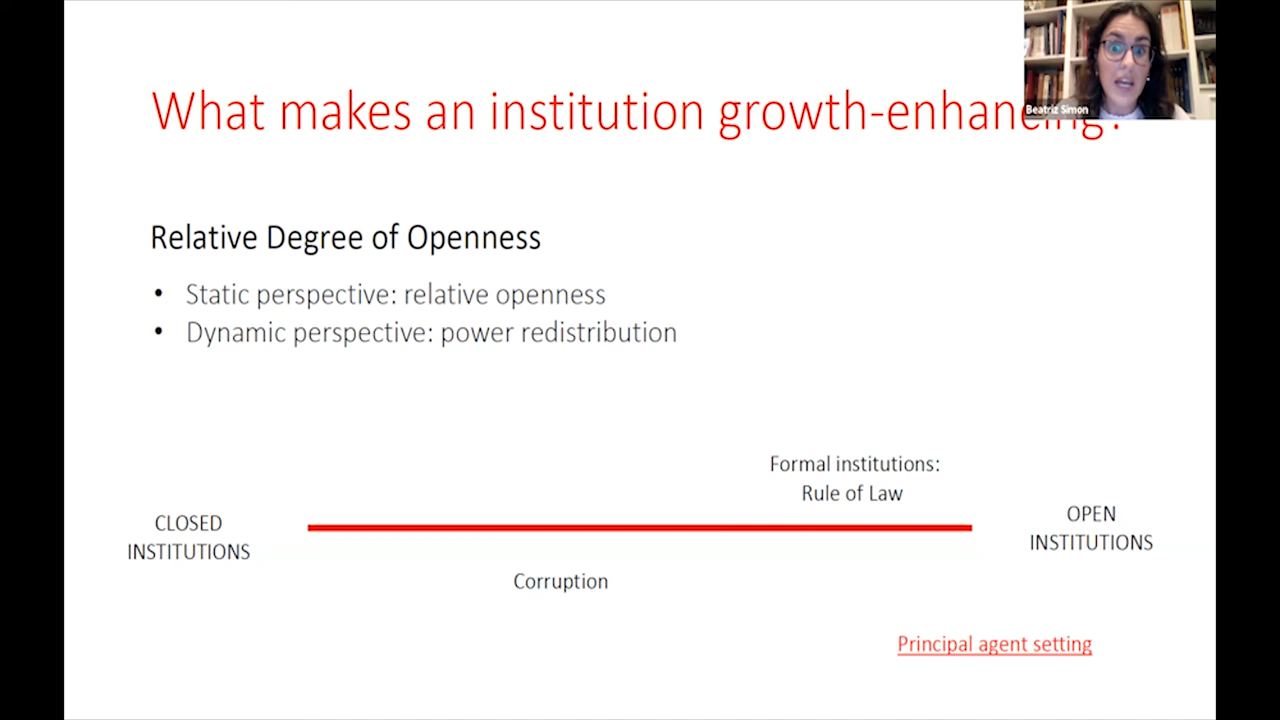 What makes an institution growth-enhancing?
Beatriz Simon
Relative Degree of Openness
• Static perspective: relative openness
• Dynamic perspective: power redistribution
Formal institutions:
Rule of Law
CLOSED
INSTITUTIONS
OPEN
INSTITUTIONS
Corruption
Principal agent setting